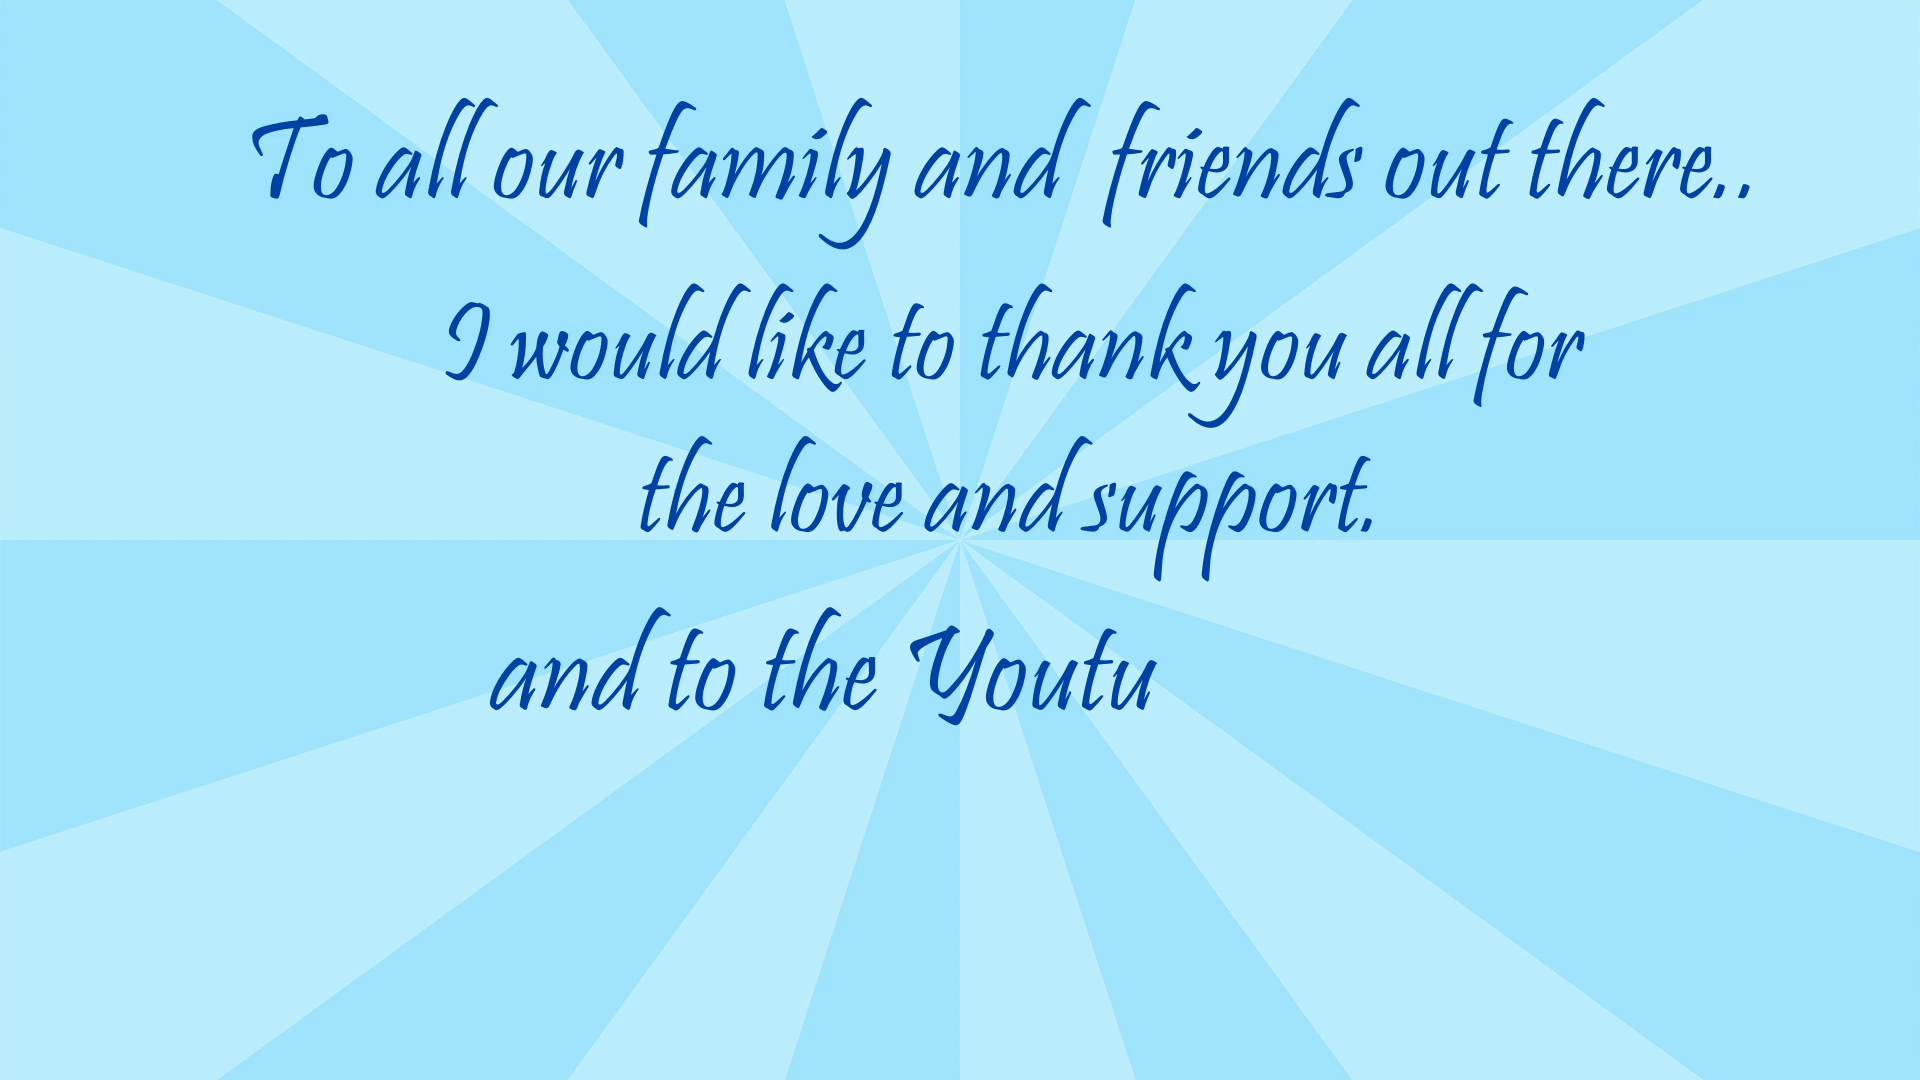 To all our family and friends out there..
I would like to thank you all for
the love and support.
and to the Youtu